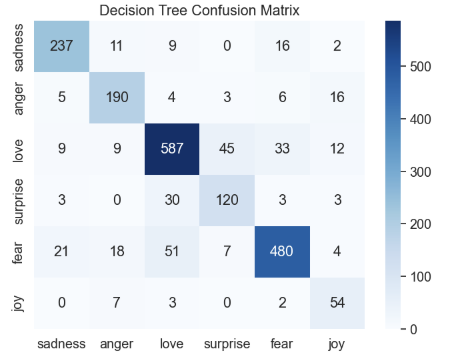 Decision Tree Confusion Matrix
sadness 237 11 9 0 16 2
anger 5 190 4 3 6 16
love 9 9 587 45 33 12
surprise 3 0 30 120 3 3
fear 21 18 51 7 480 4
joy 0 7 3 0 2 54
sadness anger love surprise fear joy
500
400
300
200
100
0